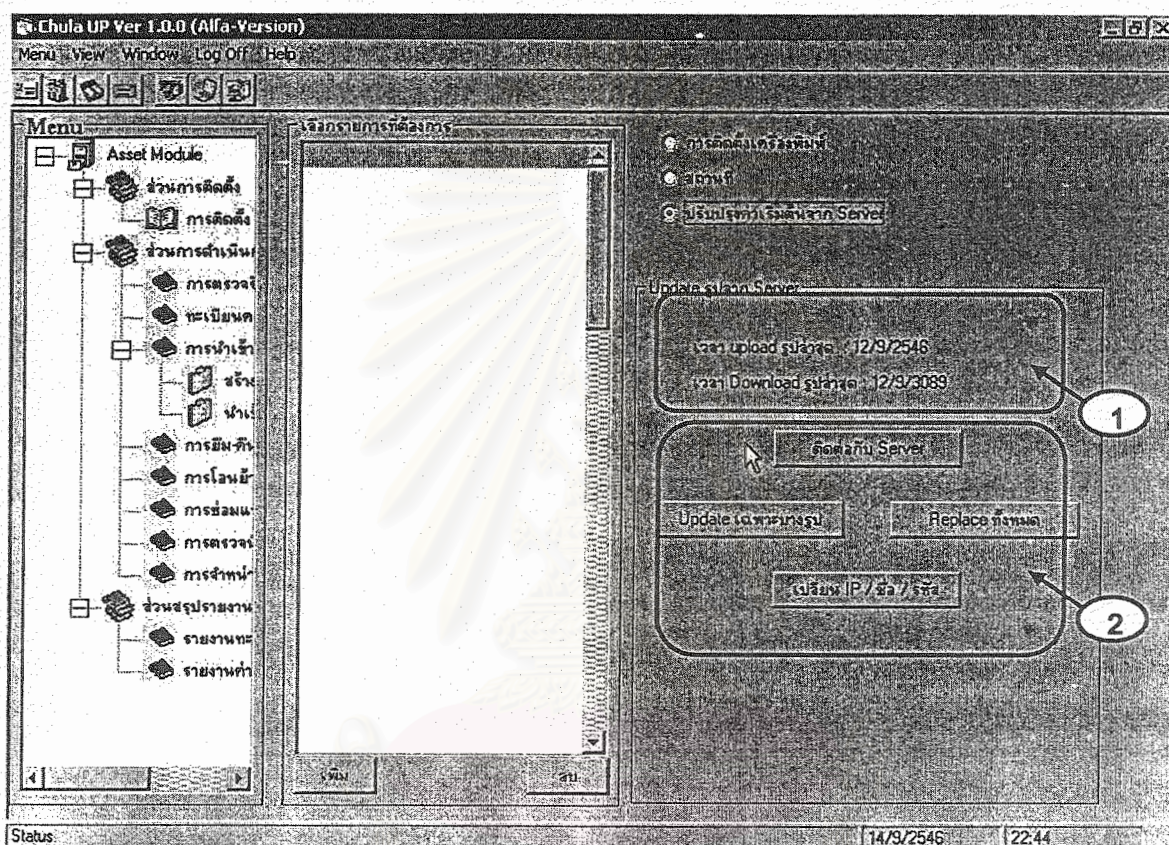 Chula UP Ver 1.0.0 (Alfa-Version)
Menu View Window Log Off Help
Menu
Asset Module
ส่วนการติดตั้ง
การติดตั้ง
ส่วนการดำเนิน
การตรวจ
ทะเบียนค
การนำเข้า
สร้าง
นำเ
การยืม-คืน
การโอนย้
การซ่อมแ
การตรวจน
การจำหน่
ส่วนสรุปรายงาน
รายงานทะ
รายงานค่า
เลือกรายการที่ต้องการ
เพิ่ม
ลบ
การติดตั้งเครื่องพิมพ์
สถานที่
ปรับปรุงค่าเริ่มต้นจาก Server
Update รูปจาก Server
เวลา upload รูปล่าสุด : 12/9/2546
เวลา Download รูปล่าสุด : 12/9/3089
1
ติดต่อกับ Server
Update เฉพาะบางรูป
Replace ทั้งหมด
เปลี่ยน IP / ชื่อ / รหัส
2
Status
14/9/2546
22:44